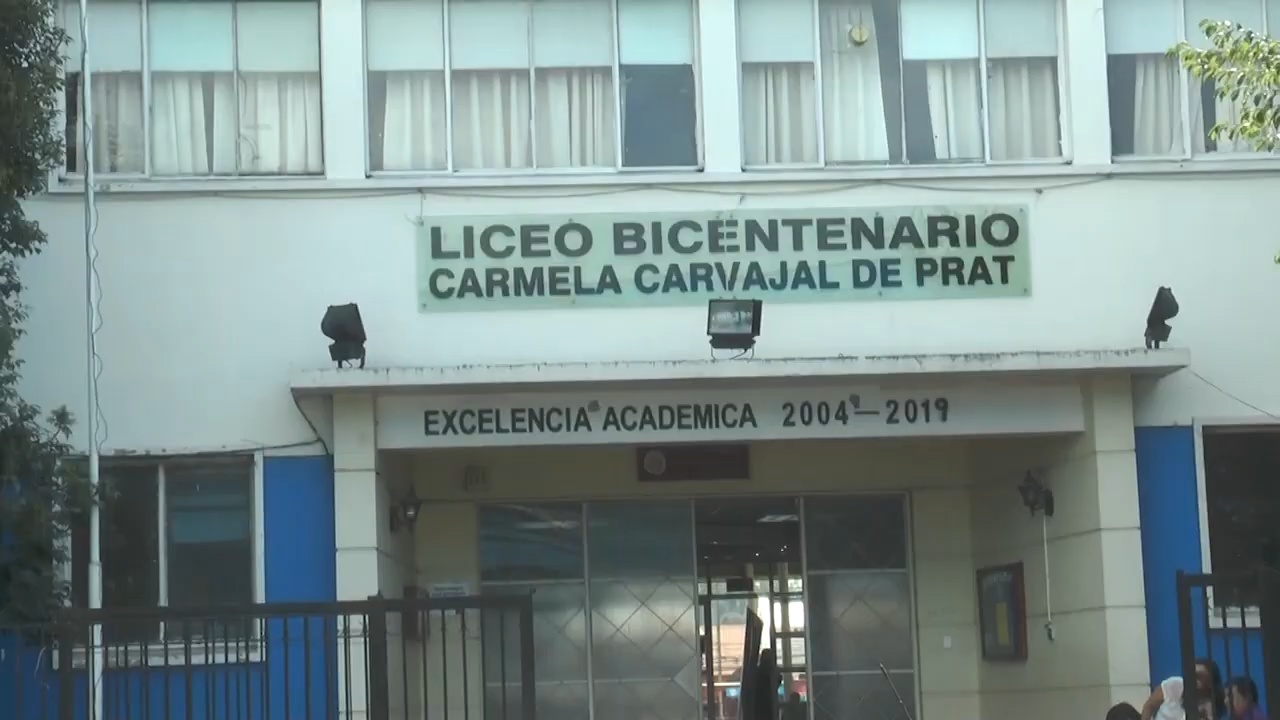 LICEO BICENTENARIO
CARMELA CARVAJAL DE PRAT
EXCELENCIA ACADEMICA 2004 — 2019